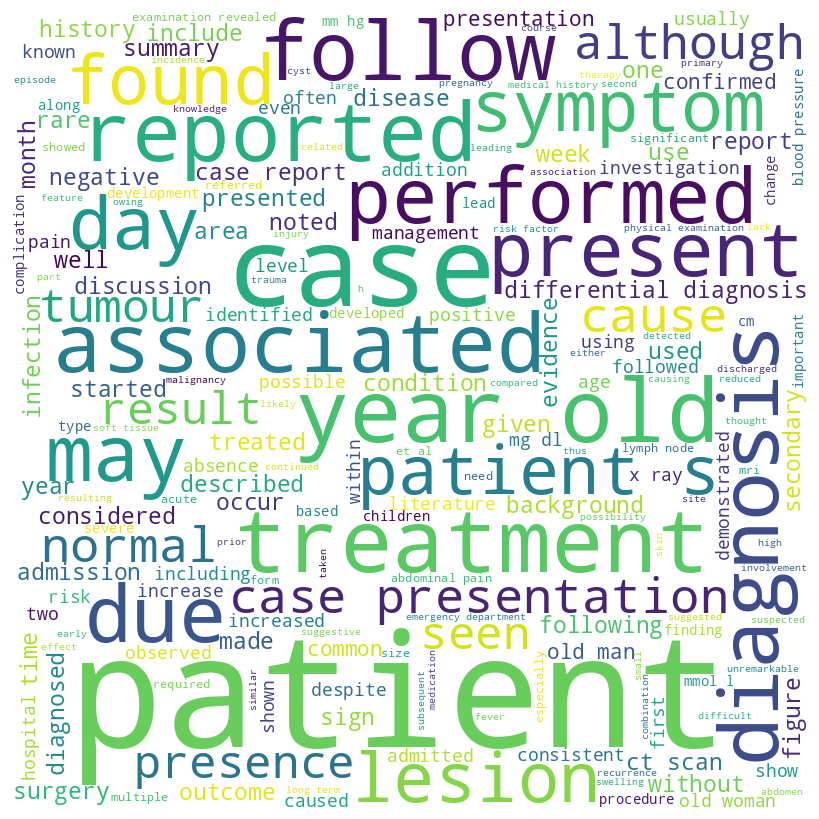 examination revealed
mm hg
presentation
course
usually
history
include
follow
although
known
summary
incidence
cyst
primary
found
one
episode
large
pregnancy
therapy
medical history
second
confirmed
along
knowledge
even
often
disease
symptom
blood pressure
rare
reported
significant
report
month
showed
related
leading
week
use
negative
case report
addition
association
investigation
change
development
referred
performed
feature
owing
presented
day
area
noted
lead
risk factor
physical examination
lack
complication
injury
management
pain
well
case
present
level
trauma
part
discussion
h
differential diagnosis
tumour
identified
developed
positive
cause
cm
evidence
using
detected
important
infection
associated
either
followed
used
discharged
started
malignancy
possible
condition
compared
causing
reduced
age
diagnosis
likely
result
year old
given
thought
type
soft tissue
treated
et al
mg dl
thus
lymph node
secondary
may
absence
continued
patient s
mri
year
described
within
need
x ray
site
demonstrated
resulting
acute
literature
background
considered
occur
based
children
possibility
severe
normal
treatment
high
prior
taken
skin
admission
including
form
abdominal pain
involvement
risk
increase
case presentation
two
due
increased
emergency department
suggested
suspected
early
made
suggestive
seen
following
finding
effect
observed
common
size
old man
unremarkable
hospital time
diagnosed
required
similar
shown
despite
subsequent
medication
especially
small
combination
mmol l
first
figure
patient
sign
fever
difficult
presence
admitted
consistent
ct scan
lesion
recurrence
without
show
surgery
multiple
outcome
caused
long term
swelling
procedure
old woman
abdomen